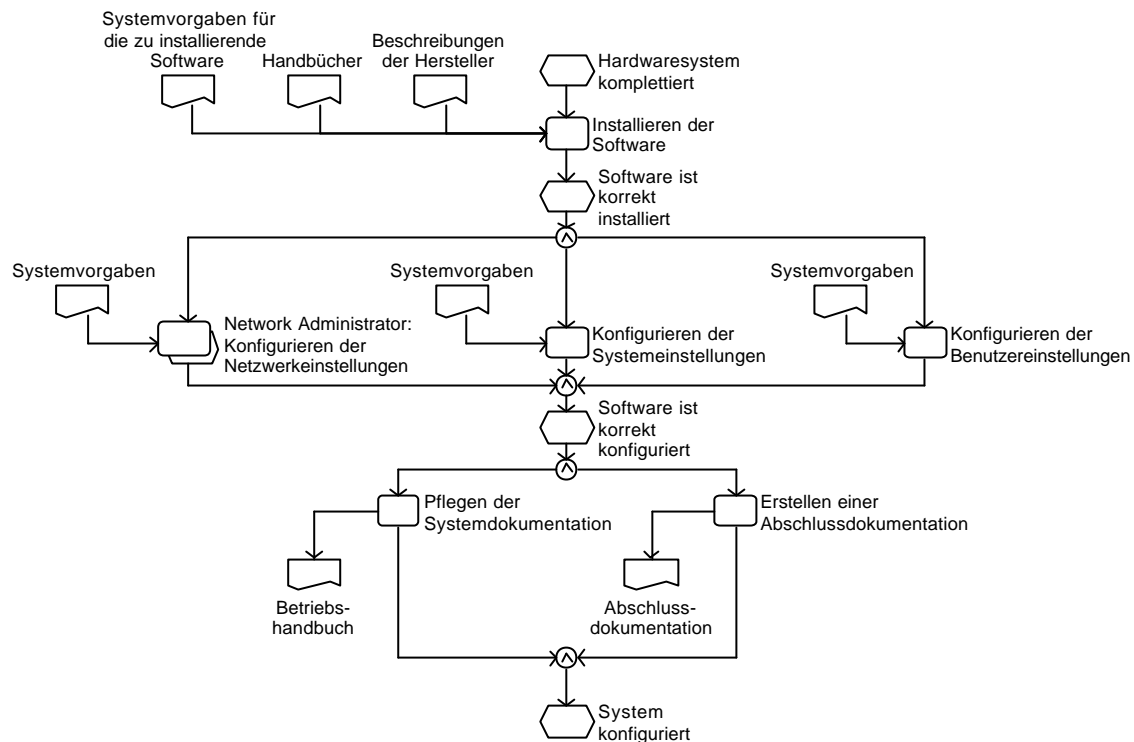 Systemvorgaben für
die zu installierende
Software
Handbücher
Beschreibungen
der Hersteller
Hardwaresystem
komplettiert
Installieren der
Software
Software ist
korrekt
installiert
Systemvorgaben
Systemvorgaben
Systemvorgaben
Network Administrator:
Konfigurieren der
Netzwerkeinstellungen
Konfigurieren der
Systemeinstellungen
Konfigurieren der
Benutzereinstellungen
Software ist
korrekt
konfiguriert
Pflegen der
Systemdokumentation
Erstellen einer
Abschlussdokumentation
Betriebs-
handbuch
Abschluss-
dokumentation
System
konfiguriert